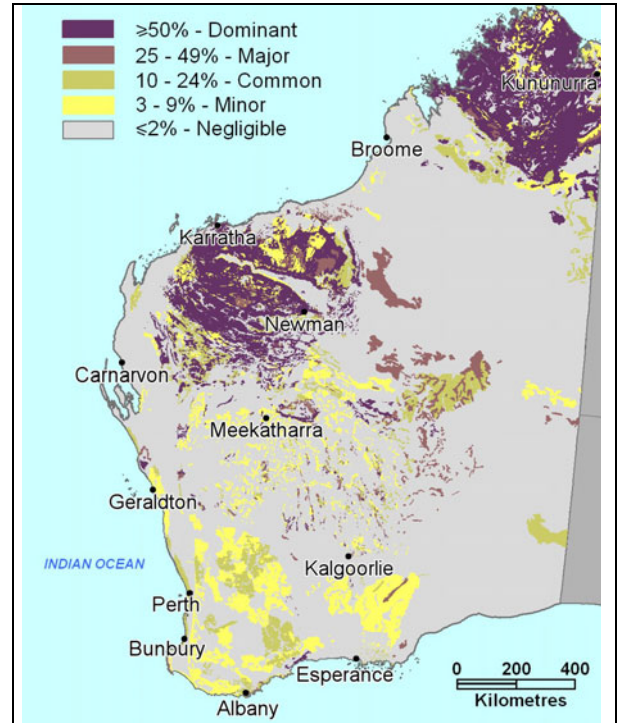 ⩾50% - Dominant
25 - 49% - Major
10 - 24% - Common
3 - 9% - Minor
⩽2% - Negligible
Kununurra
Broome
Karratha
Newman
Carnarvon
Meekatharra
Geraldton
INDIAN OCEAN
Kalgoorlie
Perth
Bunbury
Esperance
Albany
0 200 400
Kilometres